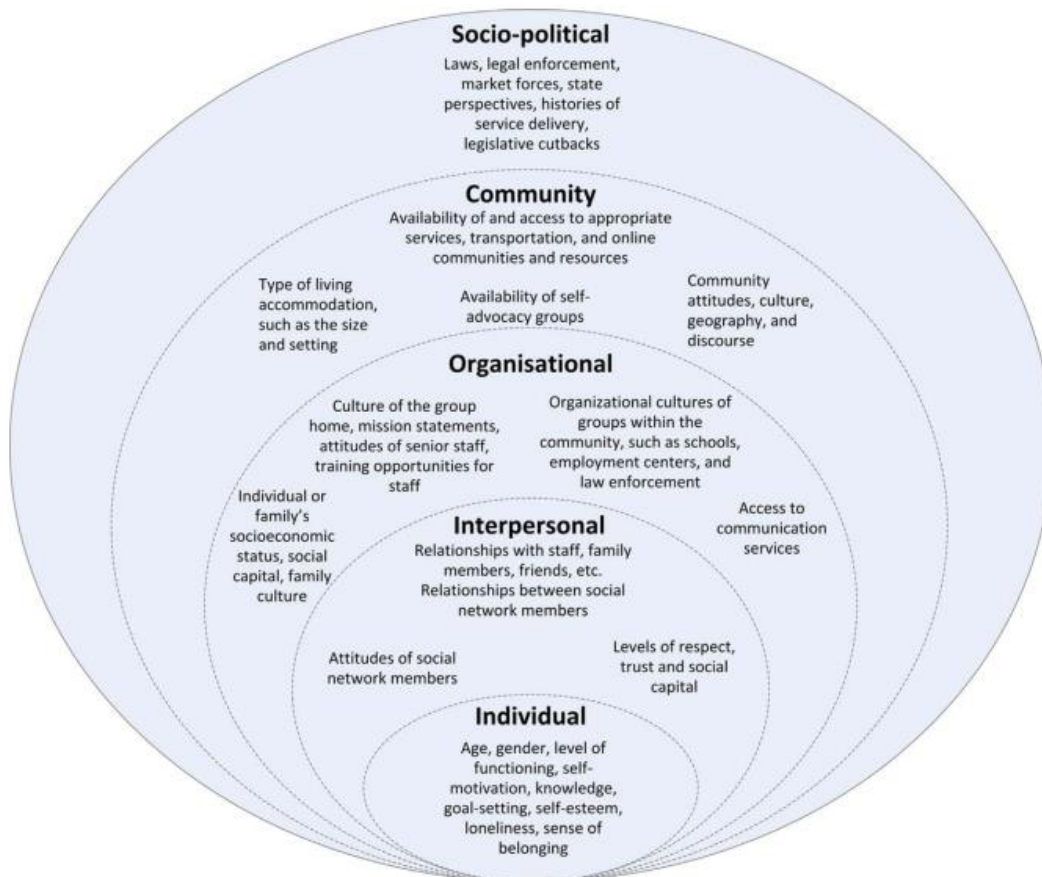 Socio-political
Laws, legal enforcement,
market forces, state
perspectives, histories of
service delivery,
legislative cutbacks
Community
Availability of and access to appropriate
services, transportation, and online
communities and resources
Type of living
accommodation,
such as the size
and setting
Availability of self-
advocacy groups
Community
attitudes, culture,
geography, and
discourse
Organisational
Culture of the group
home, mission statements,
attitudes of senior staff,
training opportunities for
staff
Organizational cultures of
groups within the
community, such as schools,
employment centers, and
law enforcement
Individual or
family's
socioeconomic
status, social
capital, family
culture
Access to
communication
services
Interpersonal
Relationships with staff, family
members, friends, etc.
Relationships between social
network members
Attitudes of social
network members
Levels of respect,
trust and social
capital
Individual
Age, gender, level of
functioning, self-
motivation, knowledge,
goal-setting, self-esteem,
loneliness, sense of
belonging